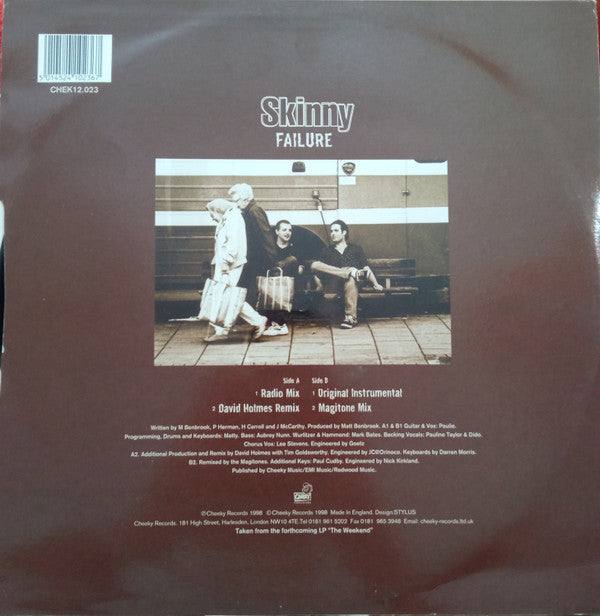 5 014524 102367
CHEK12.023
Skinny
FAILURE
Side A
1 Radio Mix
2 David Holmes Remix
Side B
1 Original Instrumental
2 Magitone Mix
Written by M Benbrook, P Herman, H Carroll and J McCarthy. Produced by Matt Benbrook. A1 & B1 Guitar & Vox: Paulie.
Programming, Drums and Keyboards: Matty. Bass: Aubrey Nunn. Wurlitzer & Hammond: Mark Bates. Backing Vocals: Pauline Taylor & Dido.
Chorus Vox: Lee Stevens. Engineered by Goetz
A2. Additional Production and Remix by David Holmes with Tim Goldsworthy. Engineered by JC@Orinoco. Keyboards by Darren Morris.
B2. Remixed by the Magitones. Additional Keys: Paul Cudby. Engineered by Nick Kirkland.
Published by Cheeky Music/EMI Music/Redwood Music.
CHEEKY
℗Cheeky Records 1998 ©Cheeky Records 1998 Made In England. Design:STYLUS
Cheeky Records. 181 High Street, Harlesden, London NW10 4TE.Tel 0181 961 5202 Fax 0181 965 3948 Email: cheeky-records.ltd.uk
Taken from the forthcoming LP "The Weekend"